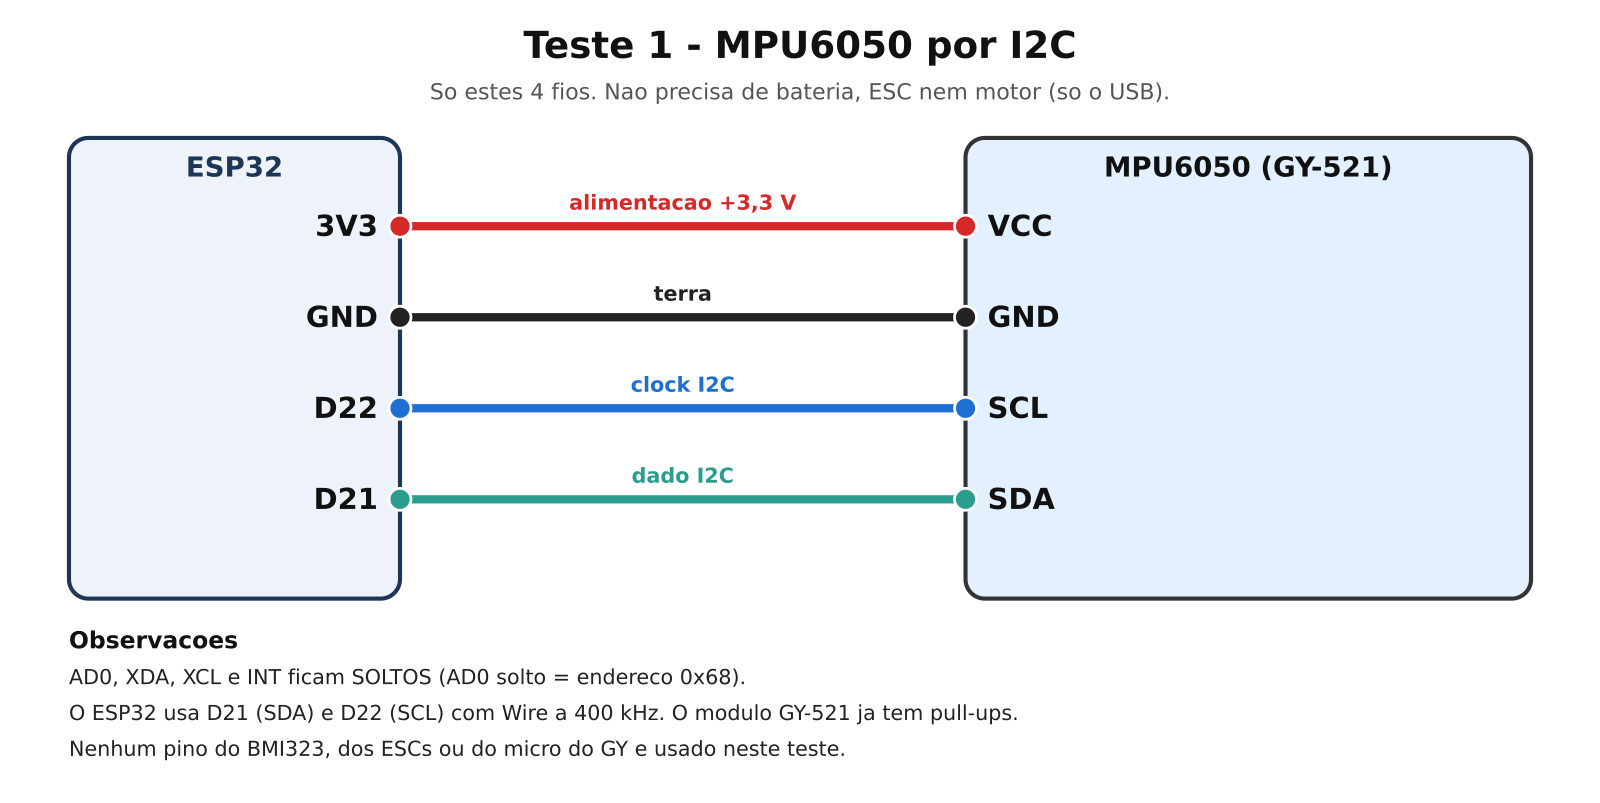 Teste 1 - MPU6050 por I2C
So estes 4 fios. Nao precisa de bateria, ESC nem motor (so o USB).
ESP32
MPU6050 (GY-521)
alimentacao +3,3 V
3V3
VCC
terra
GND
GND
clock I2C
D22
SCL
dado I2C
D21
SDA
Observacoes
AD0, XDA, XCL e INT ficam SOLTOS (AD0 solto = endereco 0x68).
O ESP32 usa D21 (SDA) e D22 (SCL) com Wire a 400 kHz. O modulo GY-521 ja tem pull-ups.
Nenhum pino do BMI323, dos ESCs ou do micro do GY e usado neste teste.